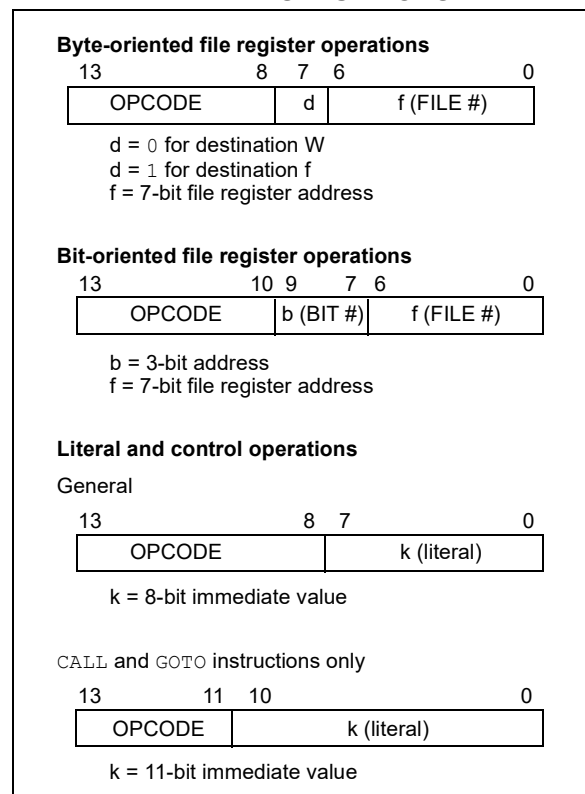 Byte-oriented file register operations
13 8 7 6 0
OPCODE d f (FILE #)
d = 0 for destination W
d = 1 for destination f
f = 7-bit file register address
Bit-oriented file register operations
13 10 9 7 6 0
OPCODE b (BIT #) f (FILE #)
b = 3-bit address
f = 7-bit file register address
Literal and control operations
General
13 8 7 0
OPCODE k (literal)
k = 8-bit immediate value
CALL and GOTO instructions only
13 11 10 0
OPCODE k (literal)
k = 11-bit immediate value